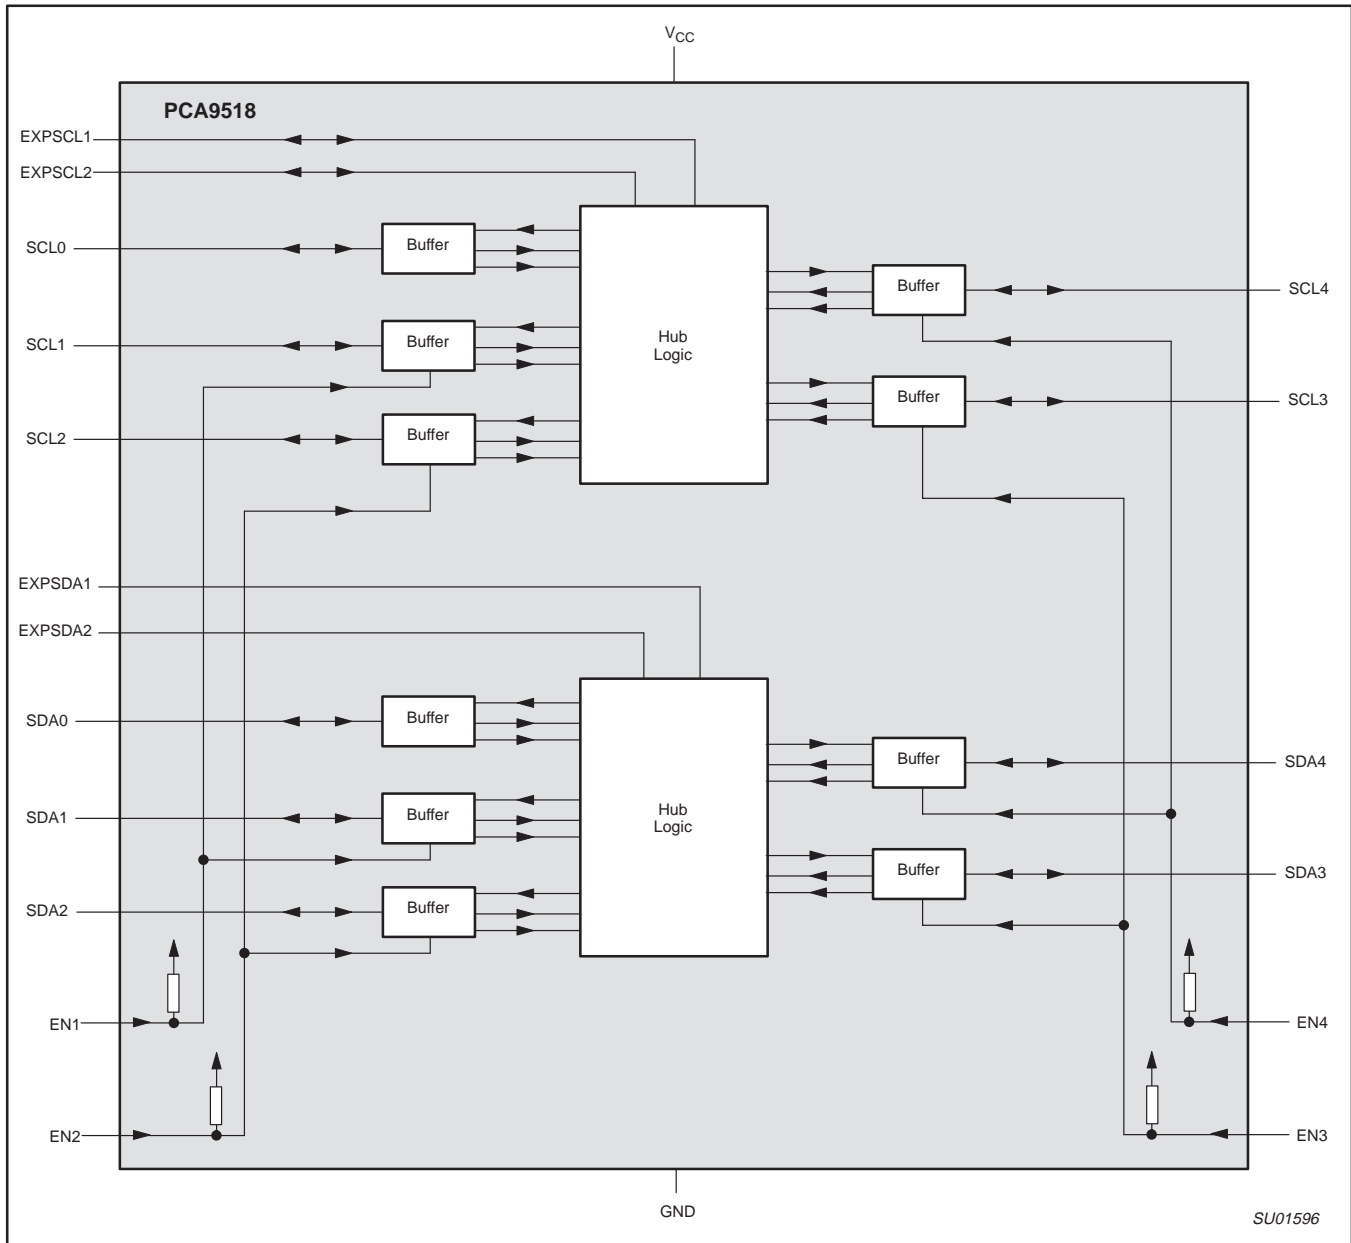 VCC
PCA9518
EXPSCL1
EXPSCL2
SCL0
Buffer
Buffer
SCL4
SCL1
Buffer
Hub
Logic
Buffer
SCL3
SCL2
Buffer
EXPSDA1
EXPSDA2
SDA0
Buffer
Buffer
SDA4
SDA1
Buffer
Hub
Logic
Buffer
SDA3
SDA2
Buffer
EN1
EN4
EN2
EN3
GND
SU01596